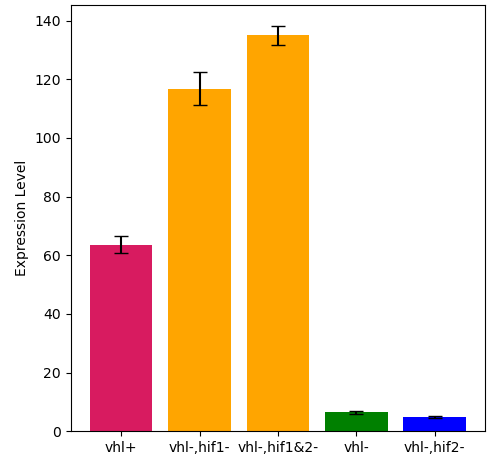 140
120
100
80
60
40
20
0
Expression Level
vhl+
vhl-,hif1-
vhl-,hif1&2-
vhl-
vhl-,hif2-